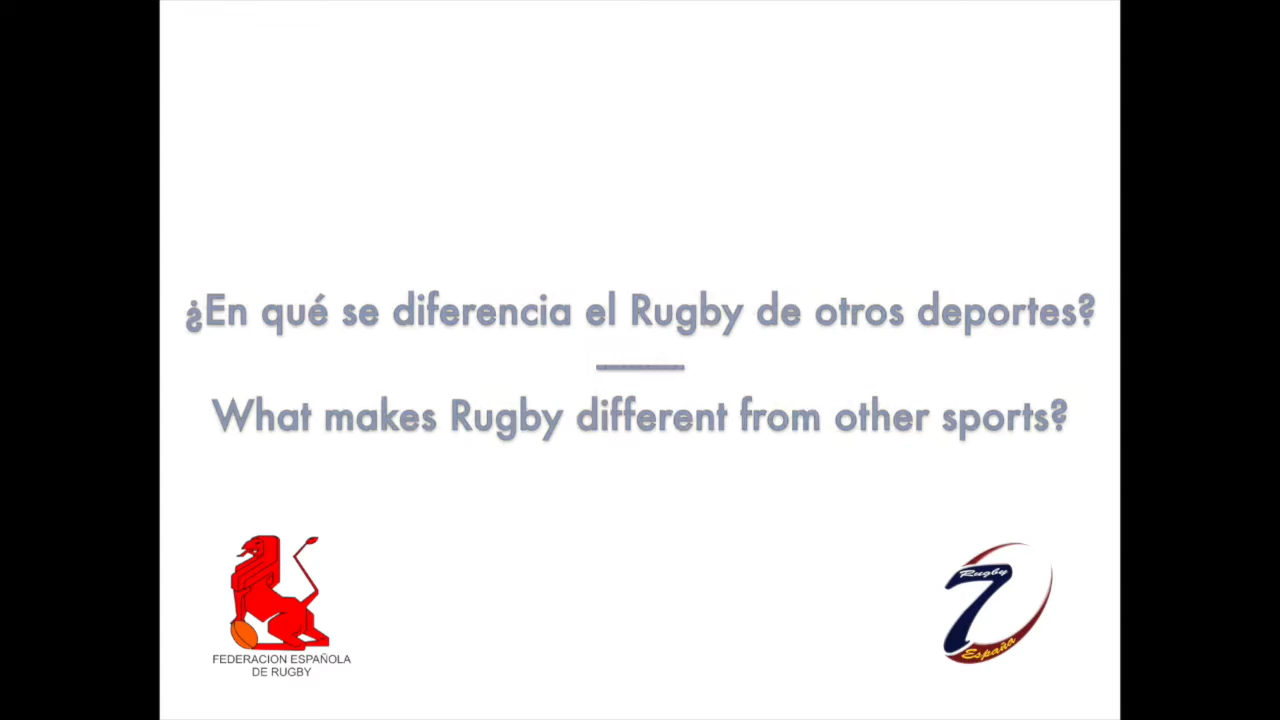 ¿En qué se diferencia el Rugby de otros deportes?
What makes Rugby different from other sports?
FEDERACION ESPAÑOLA
DE RUGBY
Rugby
7
España